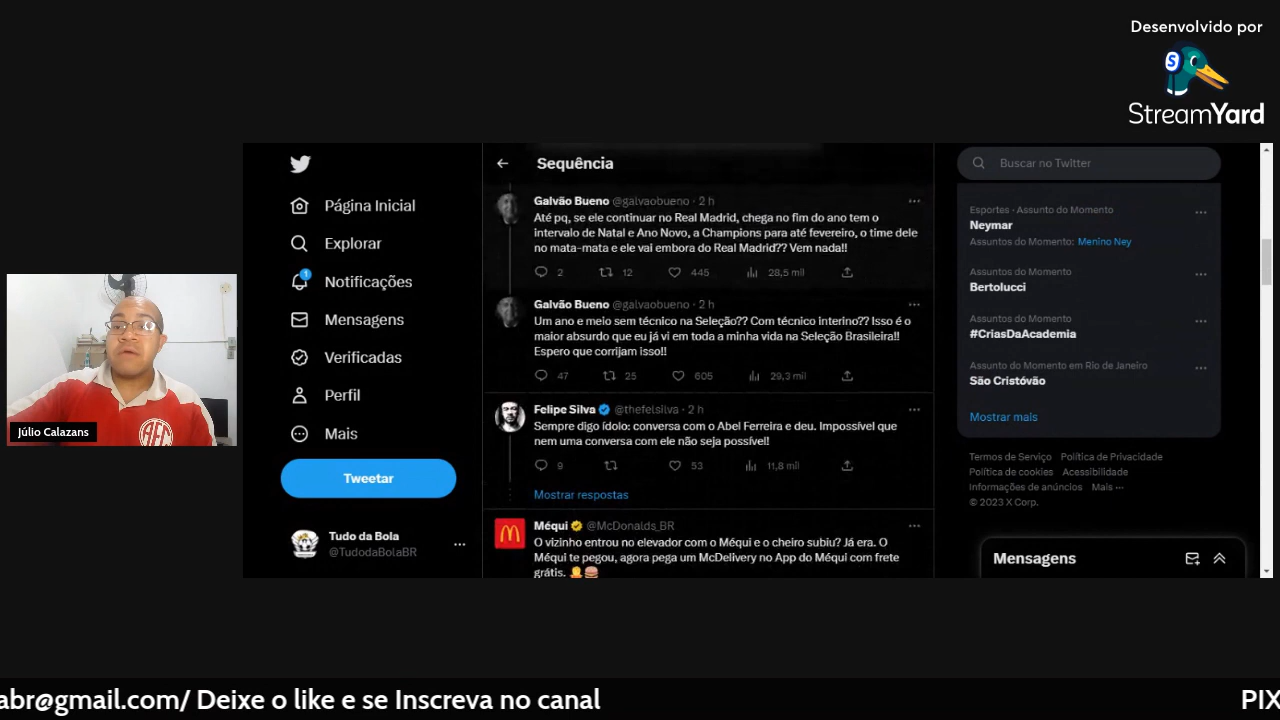 Desenvolvido por
StreamYard
Página Inicial
Explorar
1
Notificações
Mensagens
Verificadas
Perfil
Mais
Tweetar
Tudo da Bola
@TudodaBolaBR
Sequência
Galvão Bueno @galvaobueno · 2 h
Até pq, se ele continuar no Real Madrid, chega no fim do ano tem o
intervalo de Natal e Ano Novo, a Champions para até fevereiro, o time dele
no mata-mata e ele vai embora do Real Madrid?? Vem nada!!
2 12 445 28,5 mil
Galvão Bueno @galvaobueno · 2 h
Um ano e meio sem técnico na Seleção?? Com técnico interino?? Isso é o
maior absurdo que eu já vi em toda a minha vida na Seleção Brasileira!!
Espero que corrijam isso!!
47 25 605 29,3 mil
Felipe Silva @thefelsilva · 2 h
Sempre digo ídolo: conversa com o Abel Ferreira e deu. Impossível que
nem uma conversa com ele não seja possível!
9 53 11,8 mil
Mostrar respostas
Méqui @McDonalds_BR
O vizinho entrou no elevador com o Méqui e o cheiro subiu? Já era. O
Méqui te pegou, agora pega um McDelivery no App do Méqui com frete
grátis.
Buscar no Twitter
Esportes · Assunto do Momento
Neymar
Assuntos do Momento: Menino Ney
Assuntos do Momento
Bertolucci
Assuntos do Momento
#CriasDaAcademia
Assunto do Momento em Rio de Janeiro
São Cristóvão
Mostrar mais
Termos de Serviço Política de Privacidade
Política de cookies Acessibilidade
Informações de anúncios Mais ···
© 2023 X Corp.
Mensagens
Júlio Calazans
abr@gmail.com/ Deixe o like e se Inscreva no canal
PIX